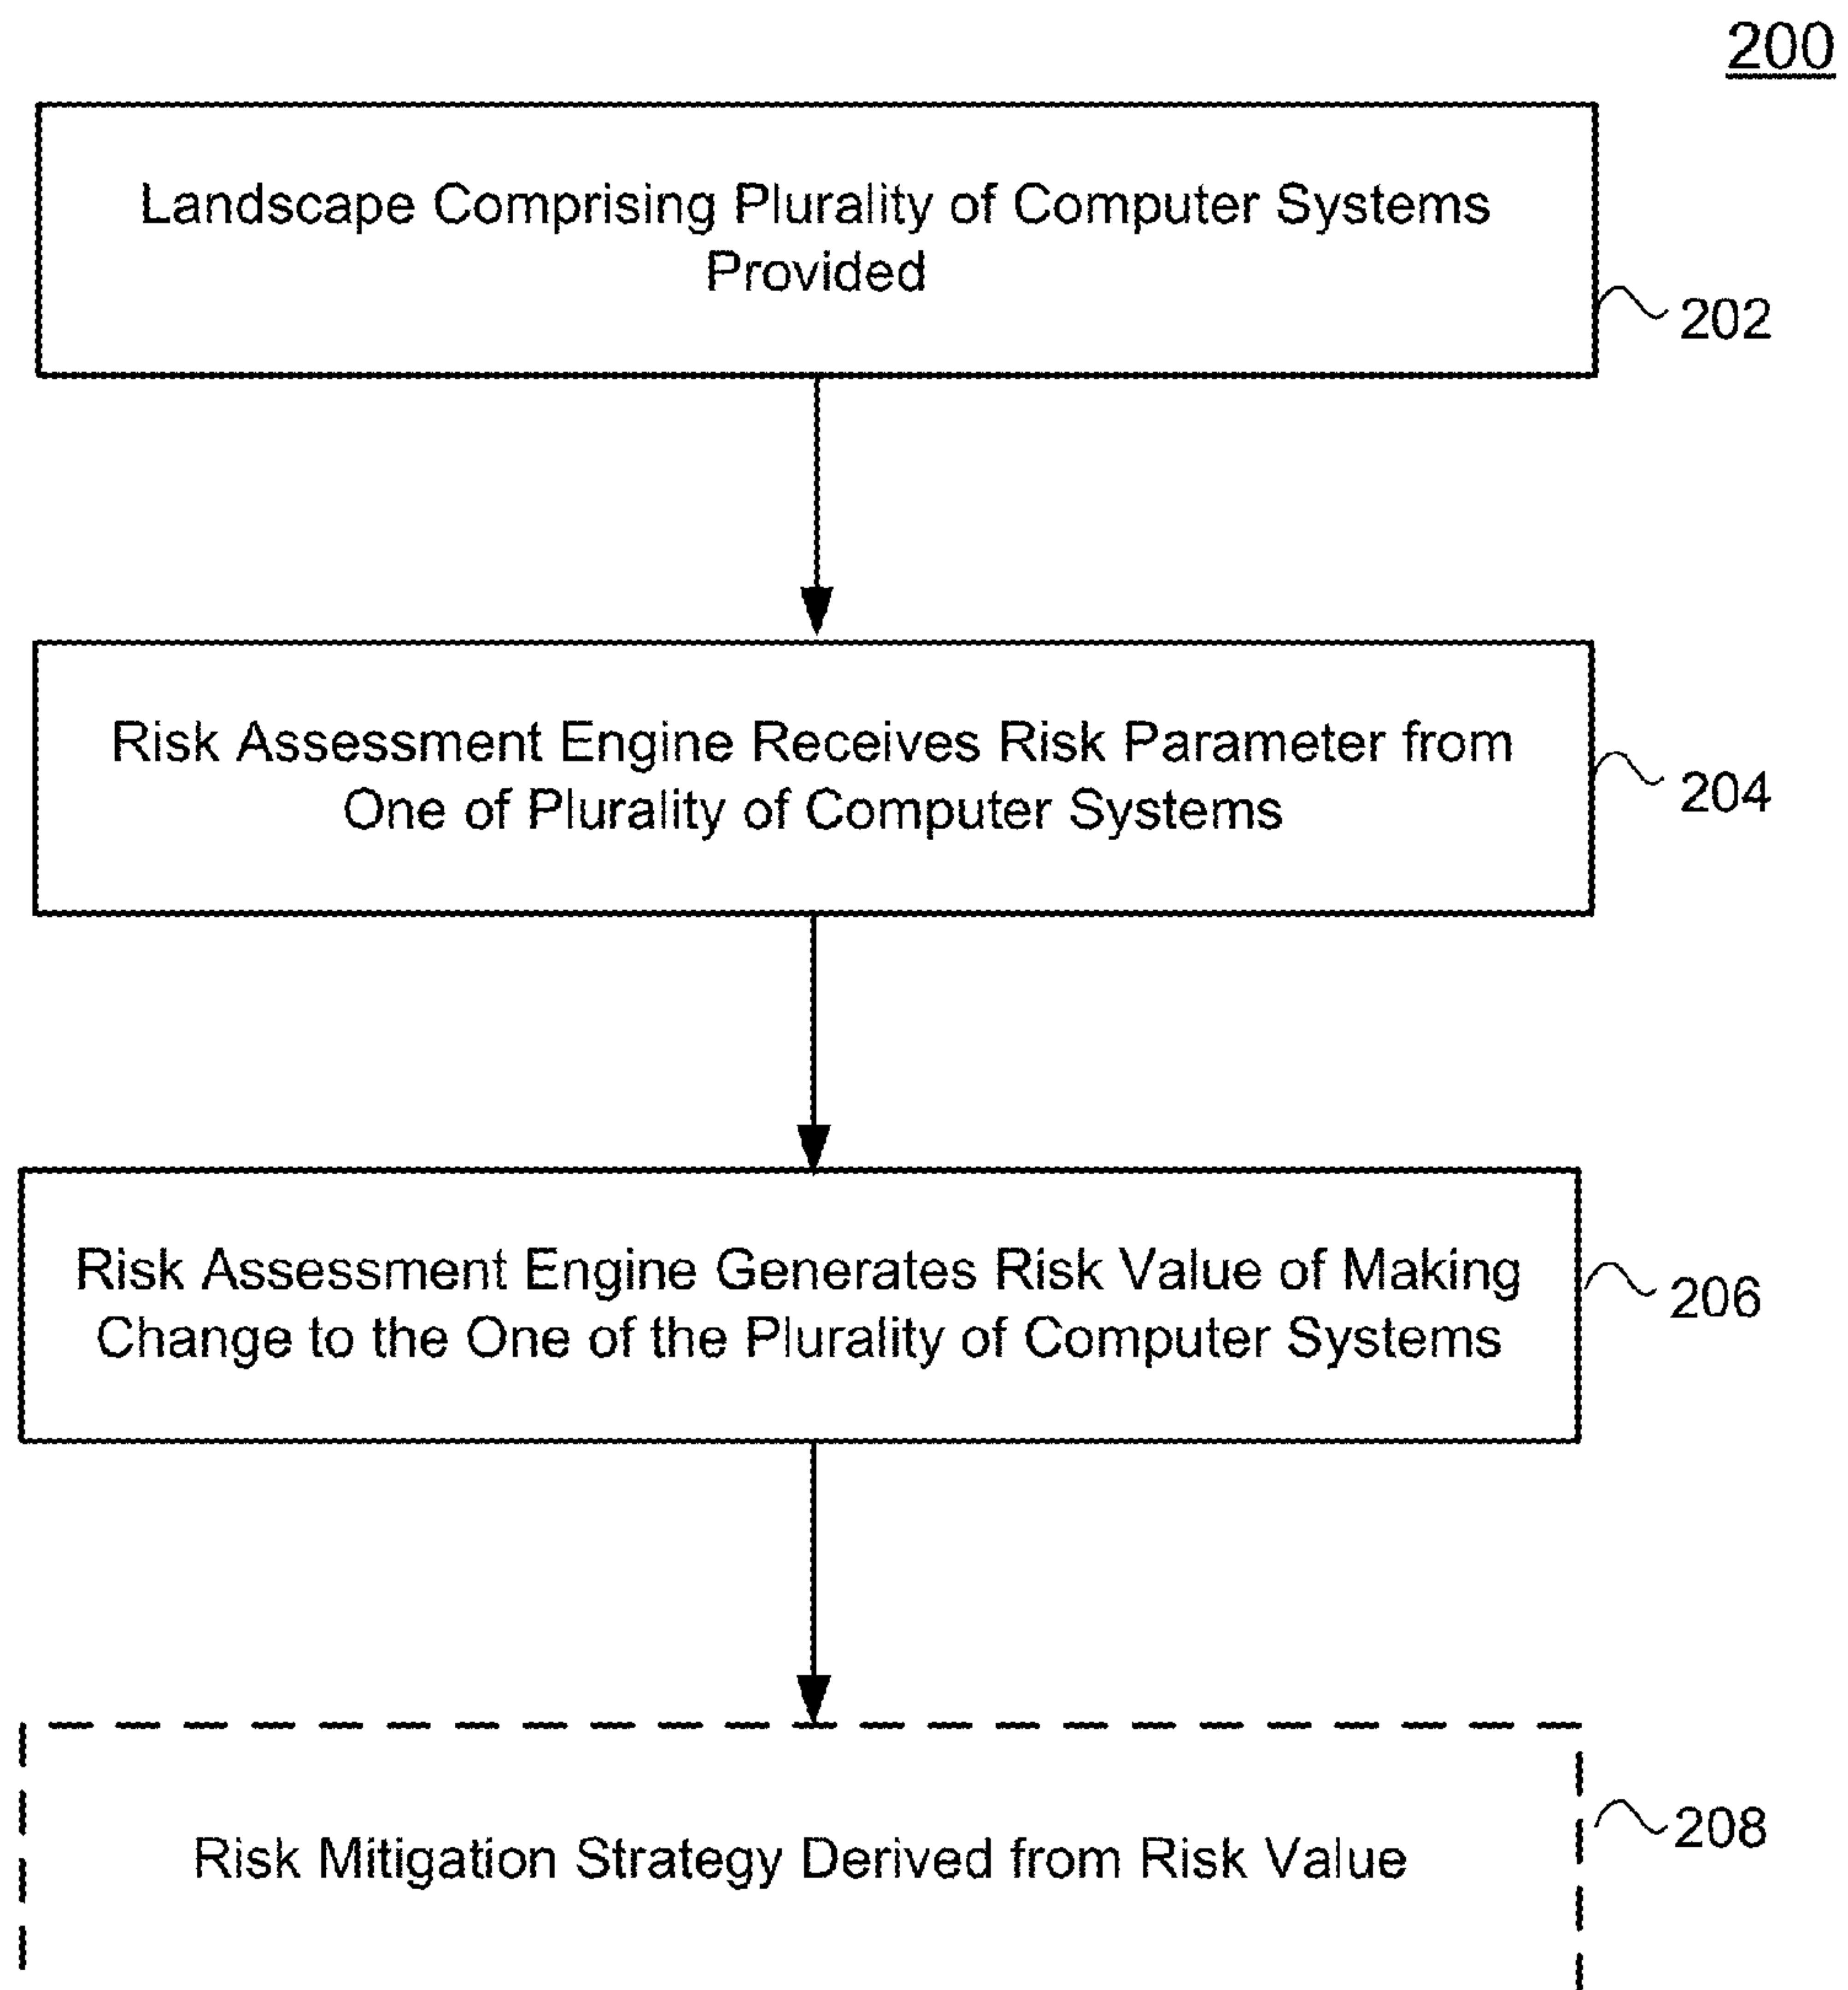 200
Landscape Comprising Plurality of Computer Systems
Provided
202
Risk Assessment Engine Receives Risk Parameter from
One of Plurality of Computer Systems
204
Risk Assessment Engine Generates Risk Value of Making
Change to the One of the Plurality of Computer Systems
206
Risk Mitigation Strategy Derived from Risk Value
208